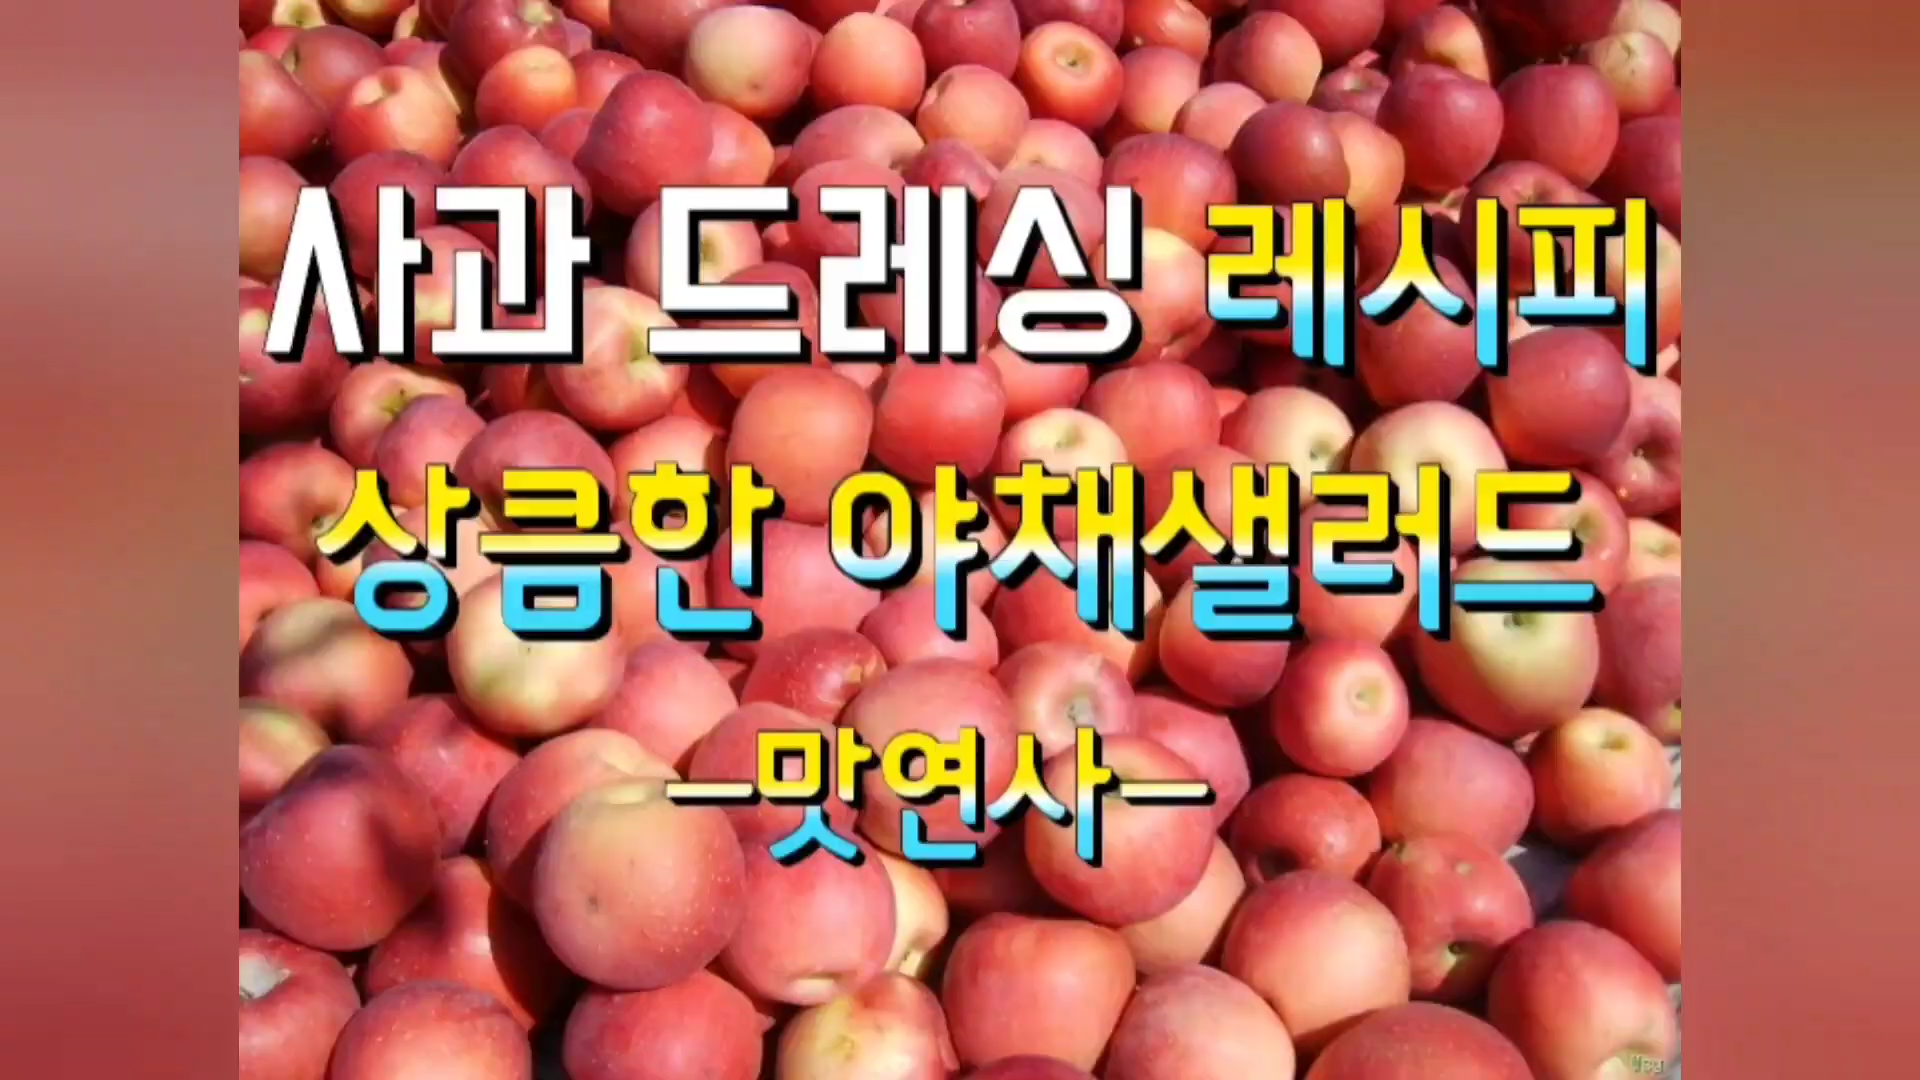 사과 드레싱 레시피
상큼한 야채샐러드
-맛연사-